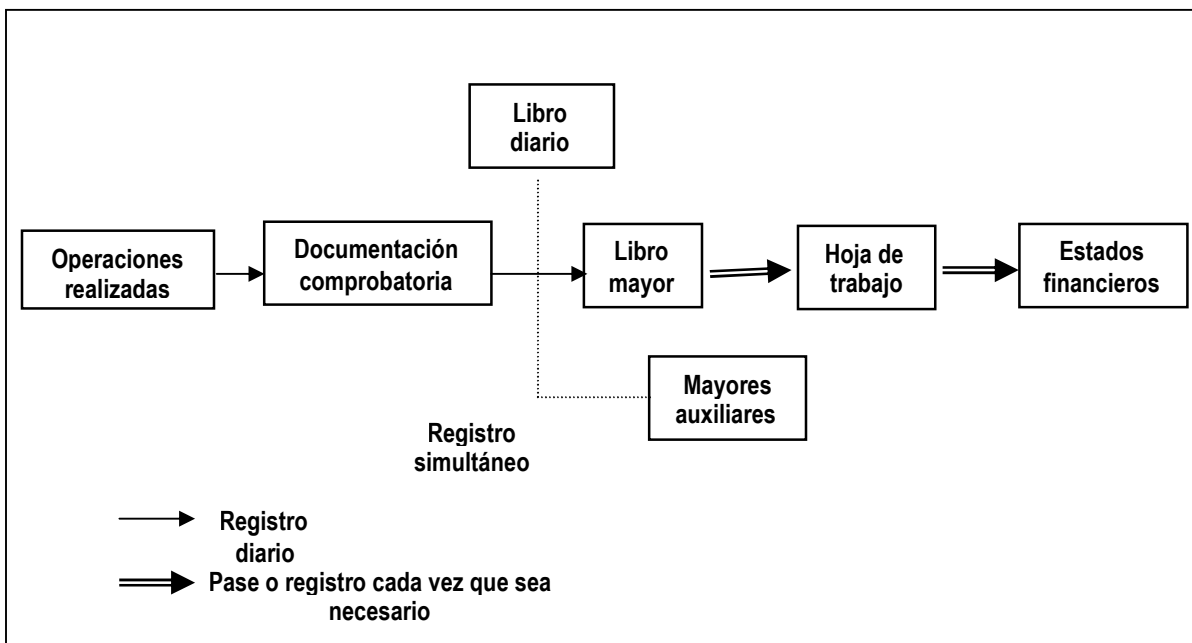 Libro
diario
Operaciones
realizadas
Documentación
comprobatoria
Libro
mayor
Hoja de
trabajo
Estados
financieros
Mayores
auxiliares
Registro
simultáneo
Registro
diario
Pase o registro cada vez que sea
necesario